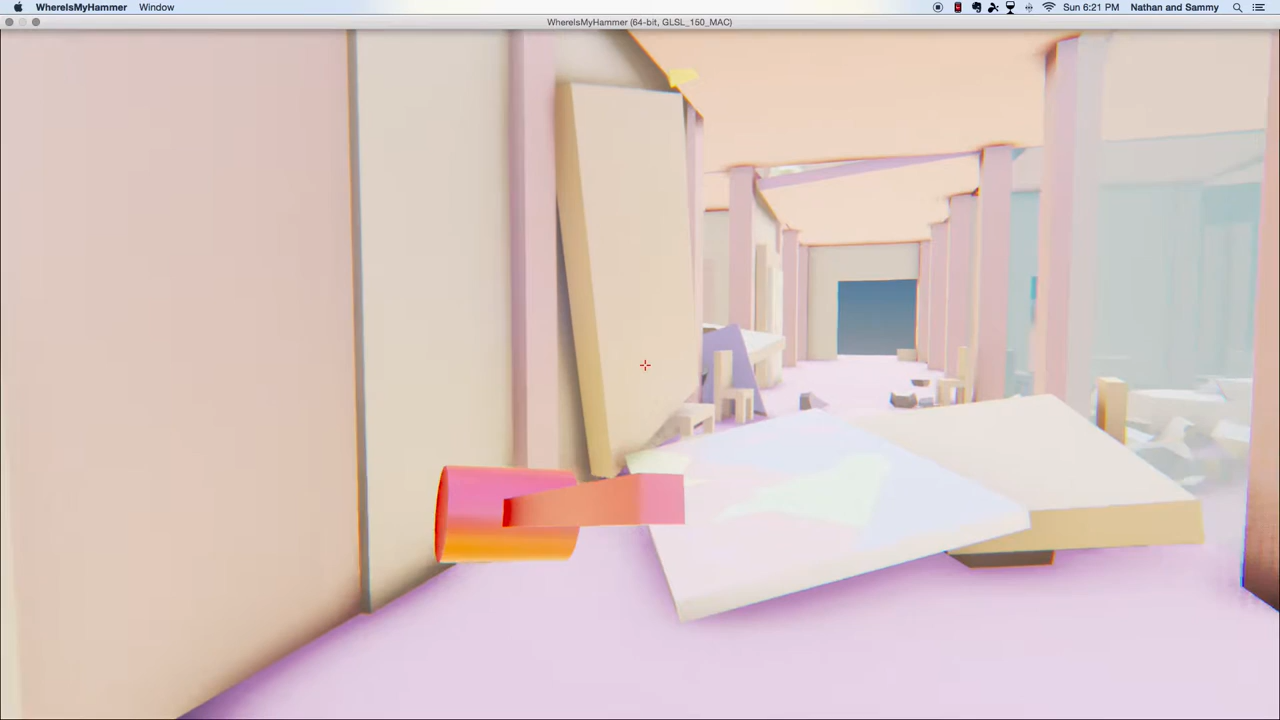 WhereIsMyHammer Window Sun 6:21 PM Nathan and Sammy
WhereIsMyHammer (64-bit, GLSL_150_MAC)